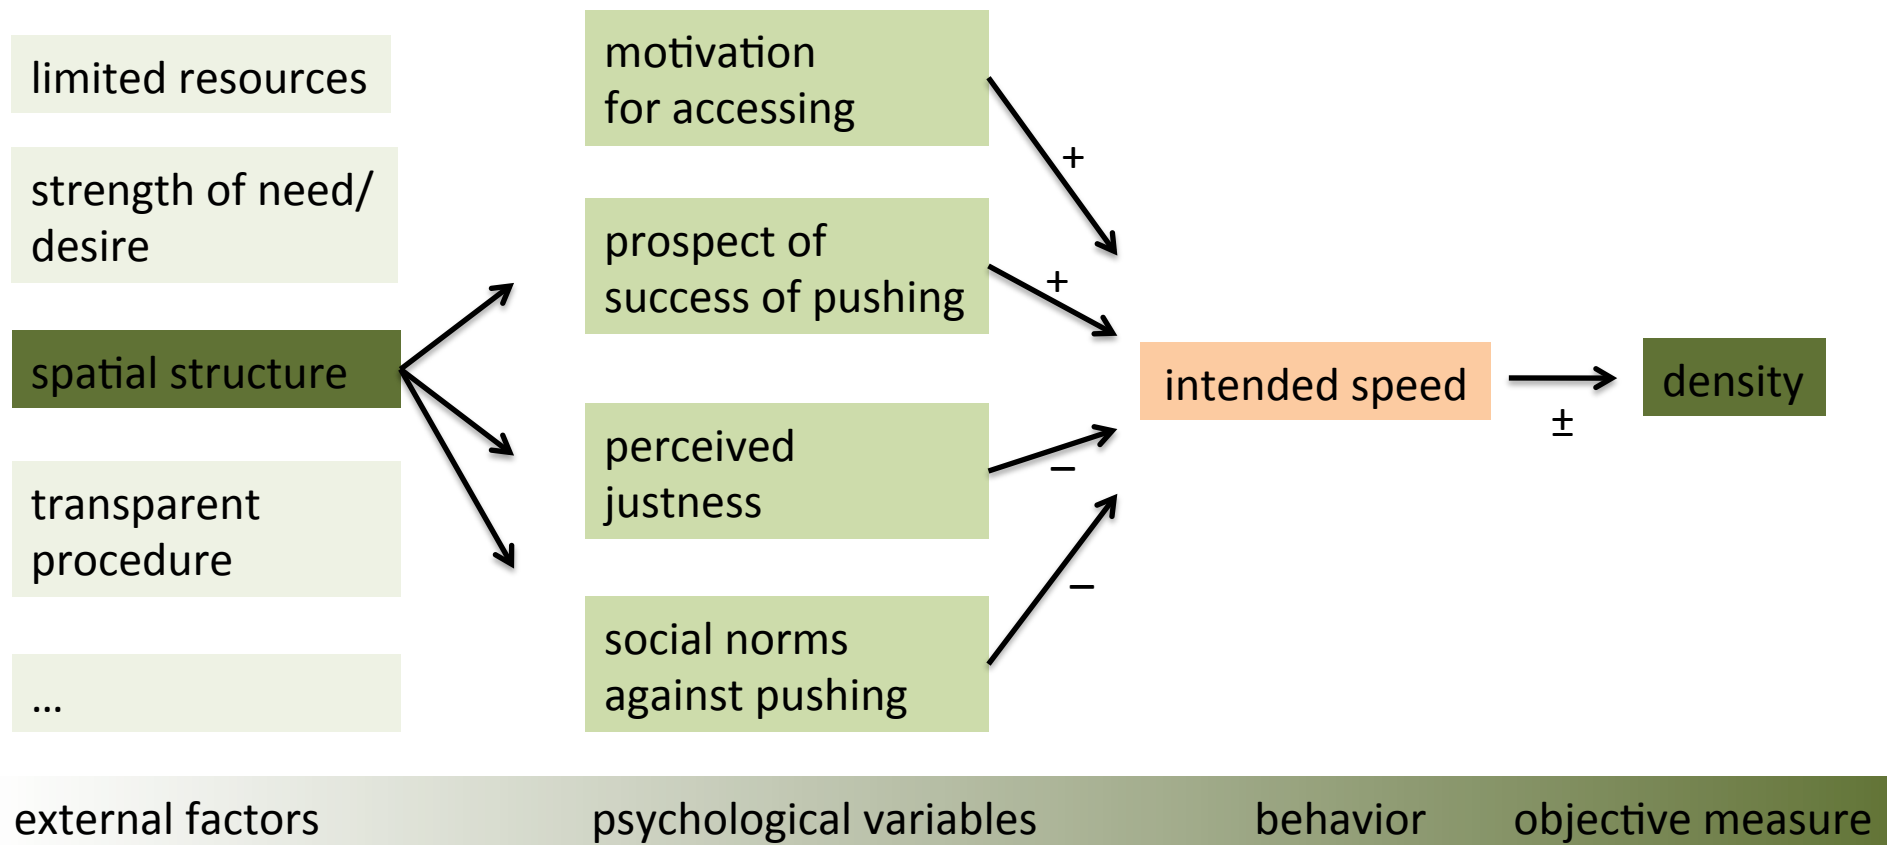 limited resources
strength of need/
desire
spatial structure
transparent
procedure
...
motivation
for accessing
prospect of
success of pushing
perceived
justness
social norms
against pushing
+
+
−
−
intended speed
±
density
external factors
psychological variables
behavior
objective measure